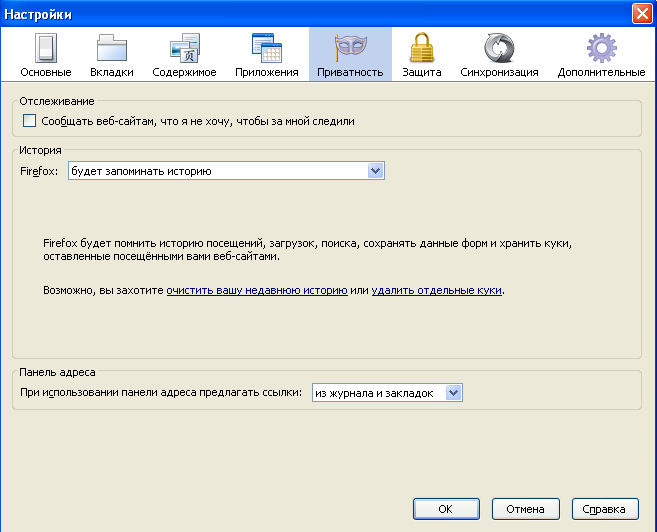 Настройки
Основные Вкладки Содержимое Приложения Приватность Защита Синхронизация Дополнительные
Отслеживание
Сообщать веб-сайтам, что я не хочу, чтобы за мной следили
История
Firefox: будет запоминать историю
Firefox будет помнить историю посещений, загрузок, поиска, сохранять данные форм и хранить куки,
оставленные посещёнными вами веб-сайтами.
Возможно, вы захотите очистить вашу недавнюю историю или удалить отдельные куки.
Панель адреса
При использовании панели адреса предлагать ссылки: из журнала и закладок
OK Отмена Справка